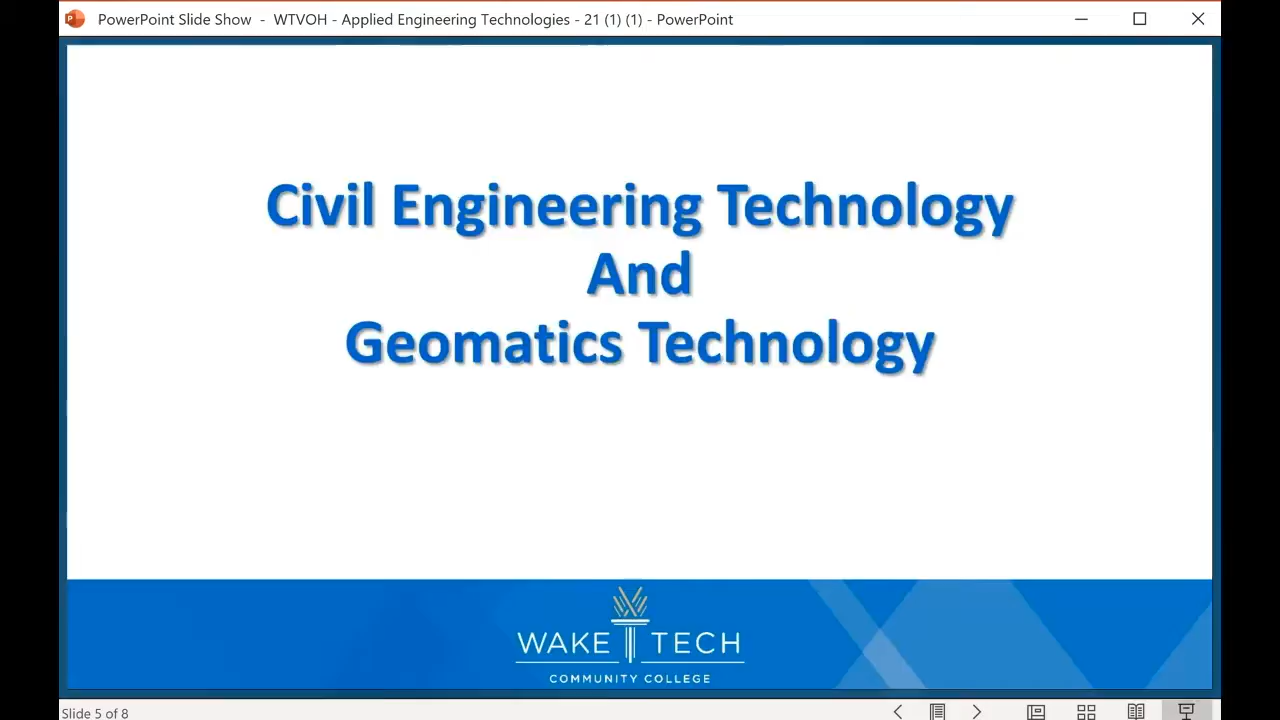 PowerPoint Slide Show - WTVOH - Applied Engineering Technologies - 21 (1) (1) - PowerPoint
Civil Engineering Technology
And
Geomatics Technology
WAKE TECH
COMMUNITY COLLEGE
Slide 5 of 8